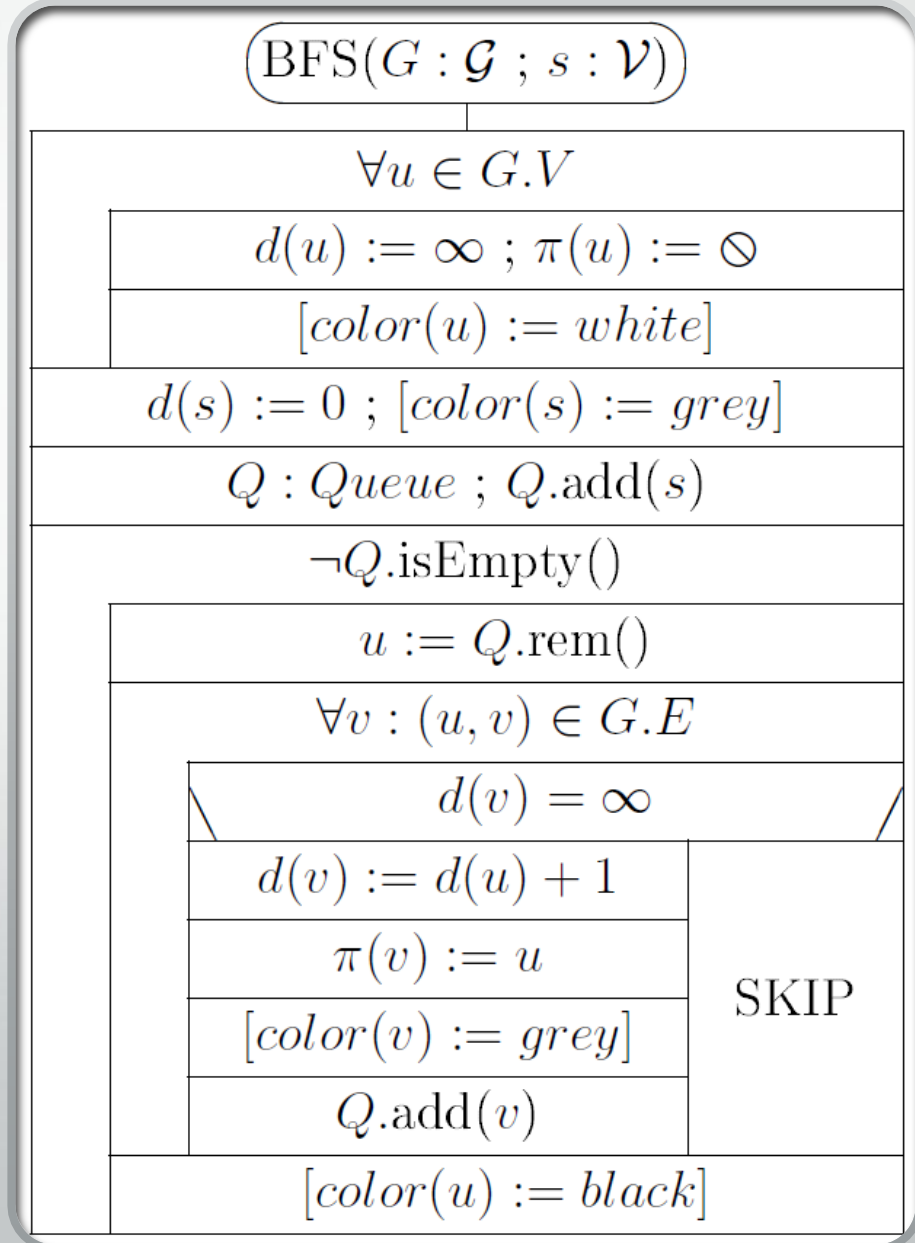 BFS(G : 𝒢 ; s : 𝒱)
∀u ∈ G.V
d(u) := ∞ ; π(u) := ⦸
[color(u) := white]
d(s) := 0 ; [color(s) := grey]
Q : Queue ; Q.add(s)
¬Q.isEmpty()
u := Q.rem()
∀v : (u, v) ∈ G.E
d(v) = ∞
d(v) := d(u) + 1
π(v) := u
[color(v) := grey]
Q.add(v)
SKIP
[color(u) := black]